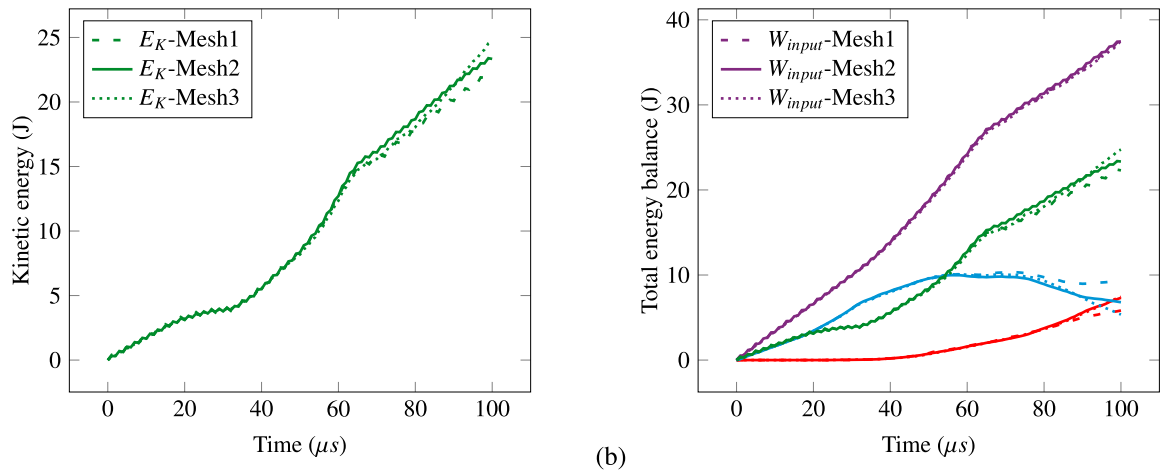 E_K-Mesh1
E_K-Mesh2
E_K-Mesh3
25
20
15
10
5
0
Kinetic energy (J)
0 20 40 60 80 100
Time (μs)
(b)
W_input-Mesh1
W_input-Mesh2
W_input-Mesh3
40
30
20
10
0
Total energy balance (J)
0 20 40 60 80 100
Time (μs)